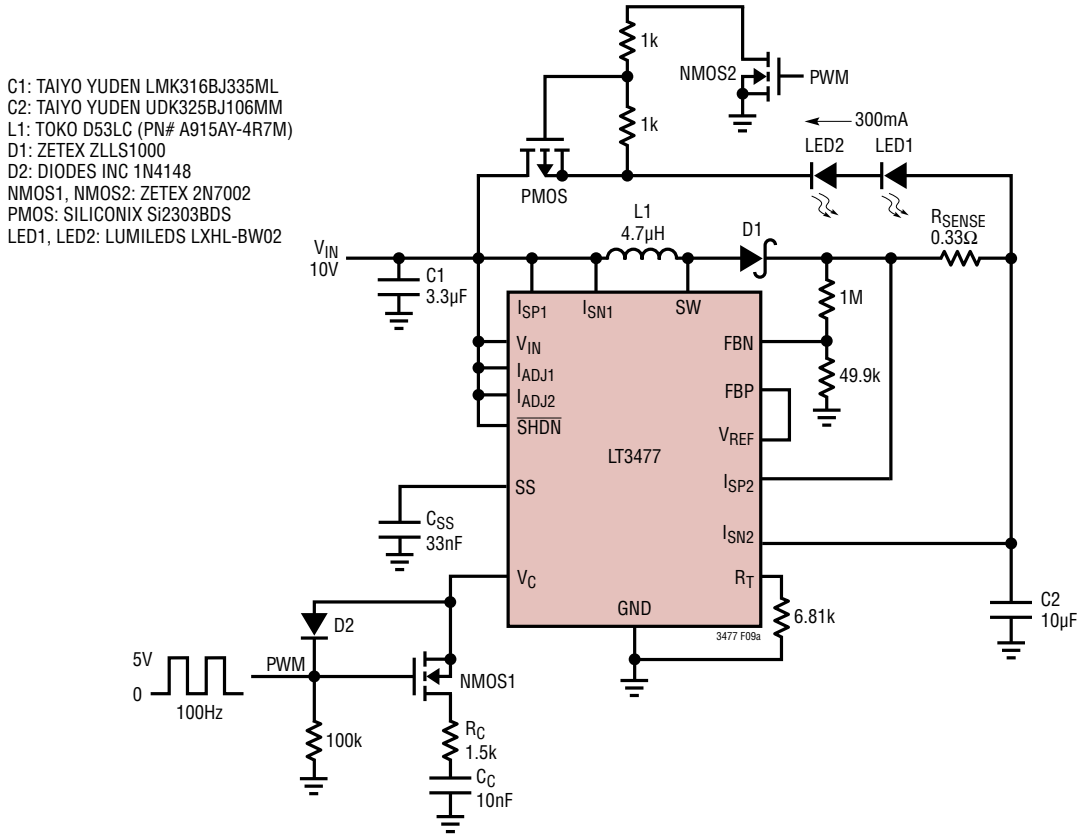 C1: TAIYO YUDEN LMK316BJ335ML
C2: TAIYO YUDEN UDK325BJ106MM
L1: TOKO D53LC (PN# A915AY-4R7M)
D1: ZETEX ZLLS1000
D2: DIODES INC 1N4148
NMOS1, NMOS2: ZETEX 2N7002
PMOS: SILICONIX Si2303BDS
LED1, LED2: LUMILEDS LXHL-BW02
1k
NMOS2
PWM
1k
300mA
LED2
LED1
PMOS
L1
4.7µH
D1
RSENSE
0.33Ω
VIN
10V
C1
3.3µF
ISP1
ISN1
SW
1M
VIN
FBN
IADJ1
49.9k
IADJ2
FBP
SHDN
VREF
LT3477
SS
ISP2
CSS
33nF
ISN2
VC
RT
GND
C2
10µF
6.81k
3477 F09a
D2
5V
0
100Hz
PWM
NMOS1
100k
RC
1.5k
CC
10nF